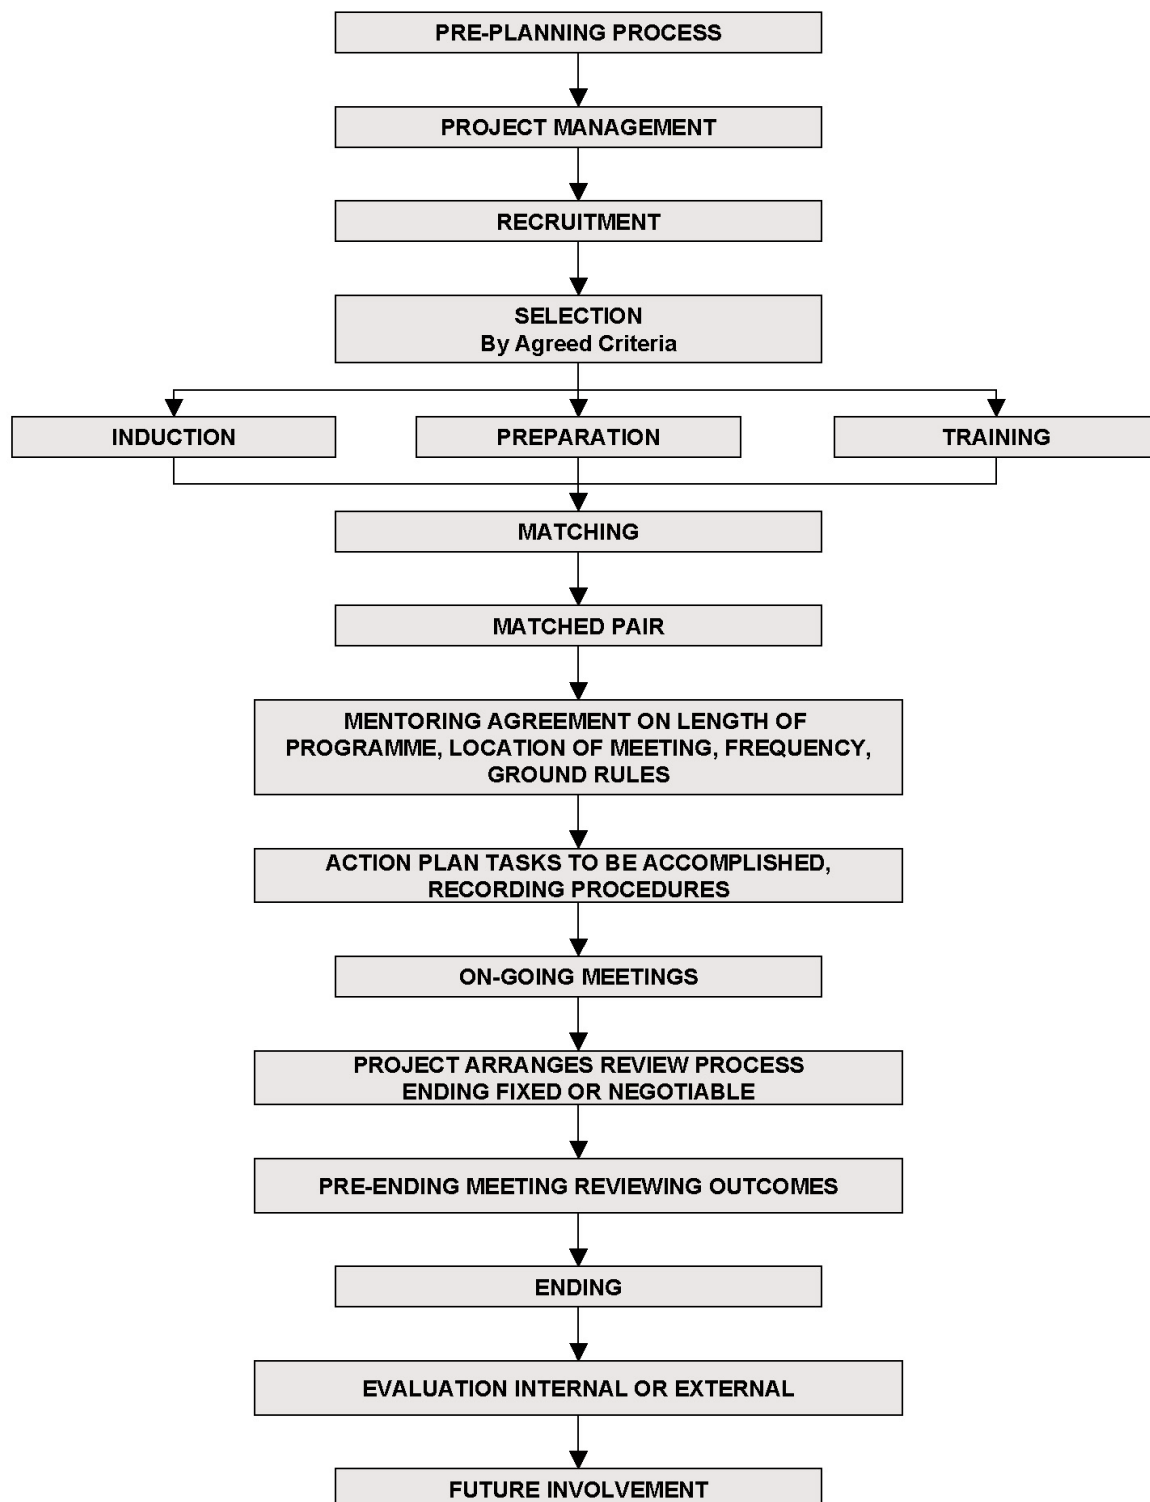 PRE-PLANNING PROCESS
PROJECT MANAGEMENT
RECRUITMENT
SELECTION
By Agreed Criteria
INDUCTION
PREPARATION
TRAINING
MATCHING
MATCHED PAIR
MENTORING AGREEMENT ON LENGTH OF
PROGRAMME, LOCATION OF MEETING, FREQUENCY,
GROUND RULES
ACTION PLAN TASKS TO BE ACCOMPLISHED,
RECORDING PROCEDURES
ON-GOING MEETINGS
PROJECT ARRANGES REVIEW PROCESS
ENDING FIXED OR NEGOTIABLE
PRE-ENDING MEETING REVIEWING OUTCOMES
ENDING
EVALUATION INTERNAL OR EXTERNAL
FUTURE INVOLVEMENT